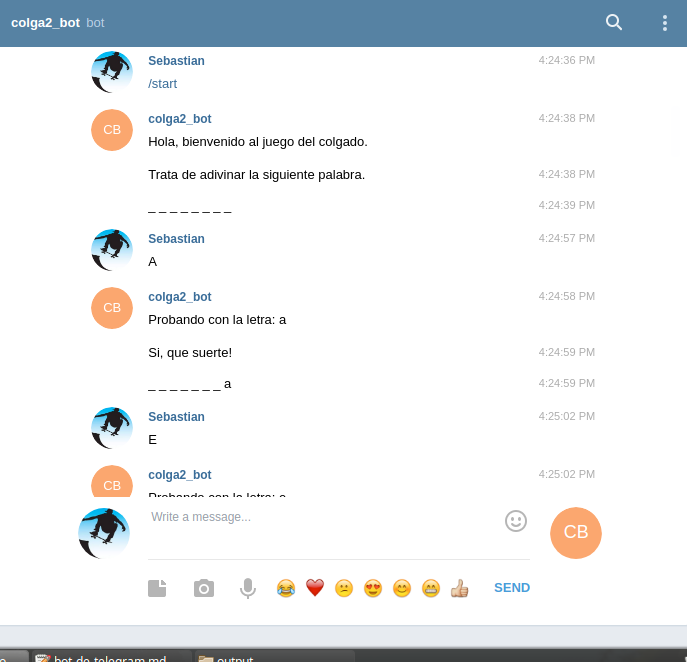 colga2_bot bot
Sebastian 4:24:36 PM
/start
CB
colga2_bot 4:24:38 PM
Hola, bienvenido al juego del colgado.
Trata de adivinar la siguiente palabra. 4:24:38 PM
_ _ _ _ _ _ _ _ 4:24:39 PM
Sebastian 4:24:57 PM
A
CB
colga2_bot 4:24:58 PM
Probando con la letra: a
Si, que suerte! 4:24:59 PM
_ _ _ _ _ _ _ a 4:24:59 PM
Sebastian 4:25:02 PM
E
CB
colga2_bot 4:25:02 PM
Probando con la letra: e
Write a message...
CB
SEND
bot de telegram.md
output